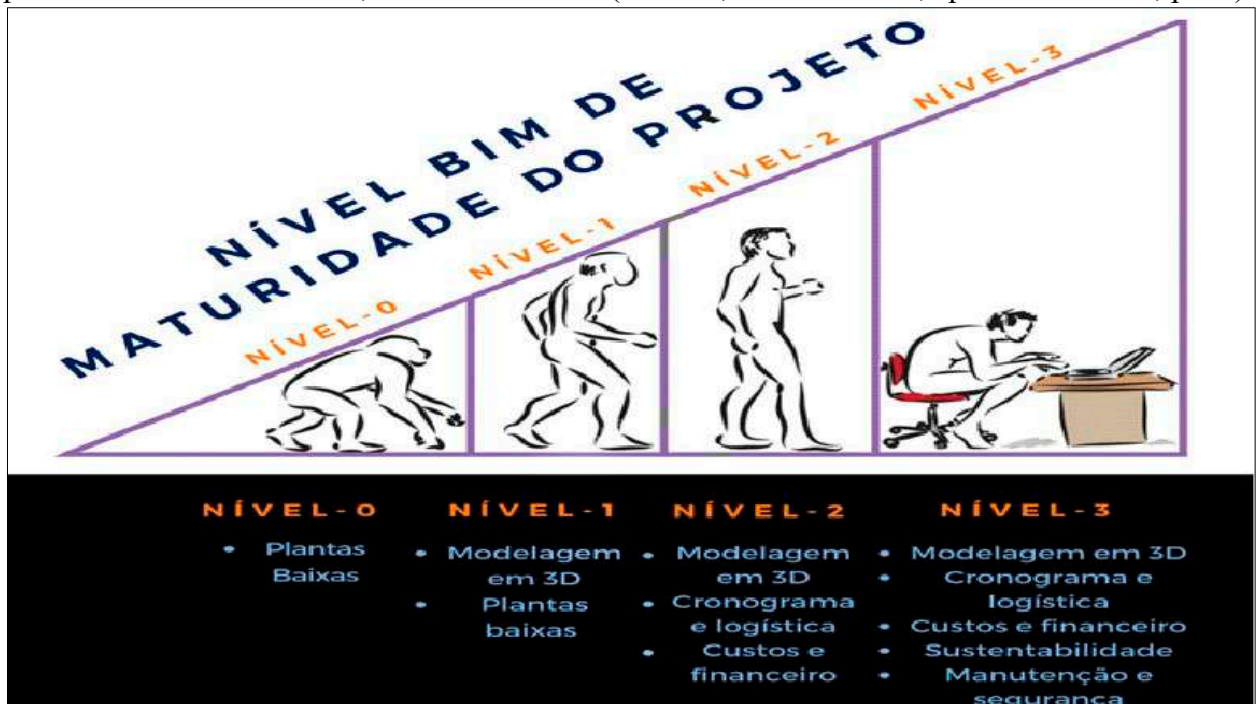 NÍVEL BIM DE
MATURIDADE DO PROJETO
NÍVEL-0
NÍVEL-1
NÍVEL-2
NÍVEL-3
NÍVEL-0
• Plantas
Baixas
NÍVEL-1
• Modelagem
em 3D
• Plantas
baixas
NÍVEL-2
• Modelagem
em 3D
• Cronograma
e logística
• Custos e
financeiro
NÍVEL-3
• Modelagem em 3D
• Cronograma e
logística
• Custos e financeiro
• Sustentabilidade
• Manutenção e
segurança